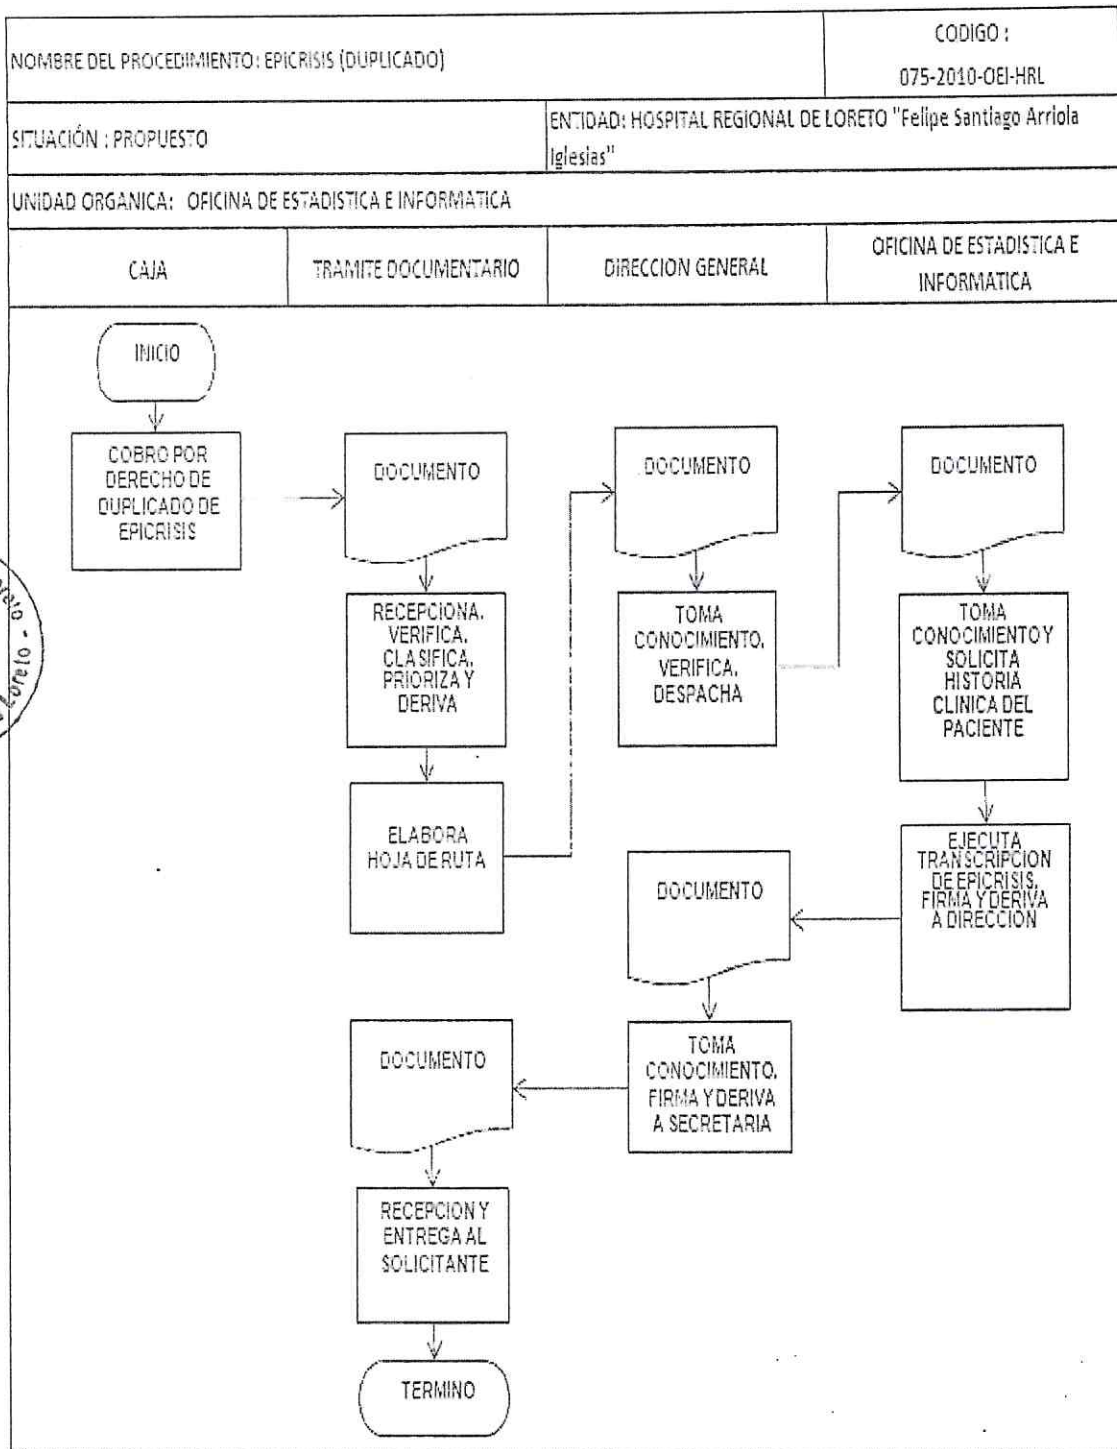 NOMBRE DEL PROCEDIMIENTO: EPICRISIS (DUPLICADO)
CODIGO :
075-2010-OEI-HRL
SITUACIÓN : PROPUESTO
ENTIDAD: HOSPITAL REGIONAL DE LORETO "Felipe Santiago Arriola
Iglesias"
UNIDAD ORGANICA: OFICINA DE ESTADISTICA E INFORMATICA
CAJA
TRAMITE DOCUMENTARIO
DIRECCION GENERAL
OFICINA DE ESTADISTICA E
INFORMATICA
INICIO
COBRO POR
DERECHO DE
DUPLICADO DE
EPICRISIS
DOCUMENTO
DOCUMENTO
DOCUMENTO
RECEPCIONA,
VERIFICA,
CLASIFICA,
PRIORIZA Y
DERIVA
TOMA
CONOCIMIENTO,
VERIFICA,
DESPACHA
TOMA
CONOCIMIENTO Y
SOLICITA
HISTORIA
CLINICA DEL
PACIENTE
ELABORA
HOJA DE RUTA
EJECUTA
TRANSCRIPCION
DE EPICRISIS,
FIRMA Y DERIVA
A DIRECCIÓN
DOCUMENTO
TOMA
CONOCIMIENTO,
FIRMA Y DERIVA
A SECRETARIA
DOCUMENTO
RECEPCION Y
ENTREGA AL
SOLICITANTE
TERMINO
Loreto